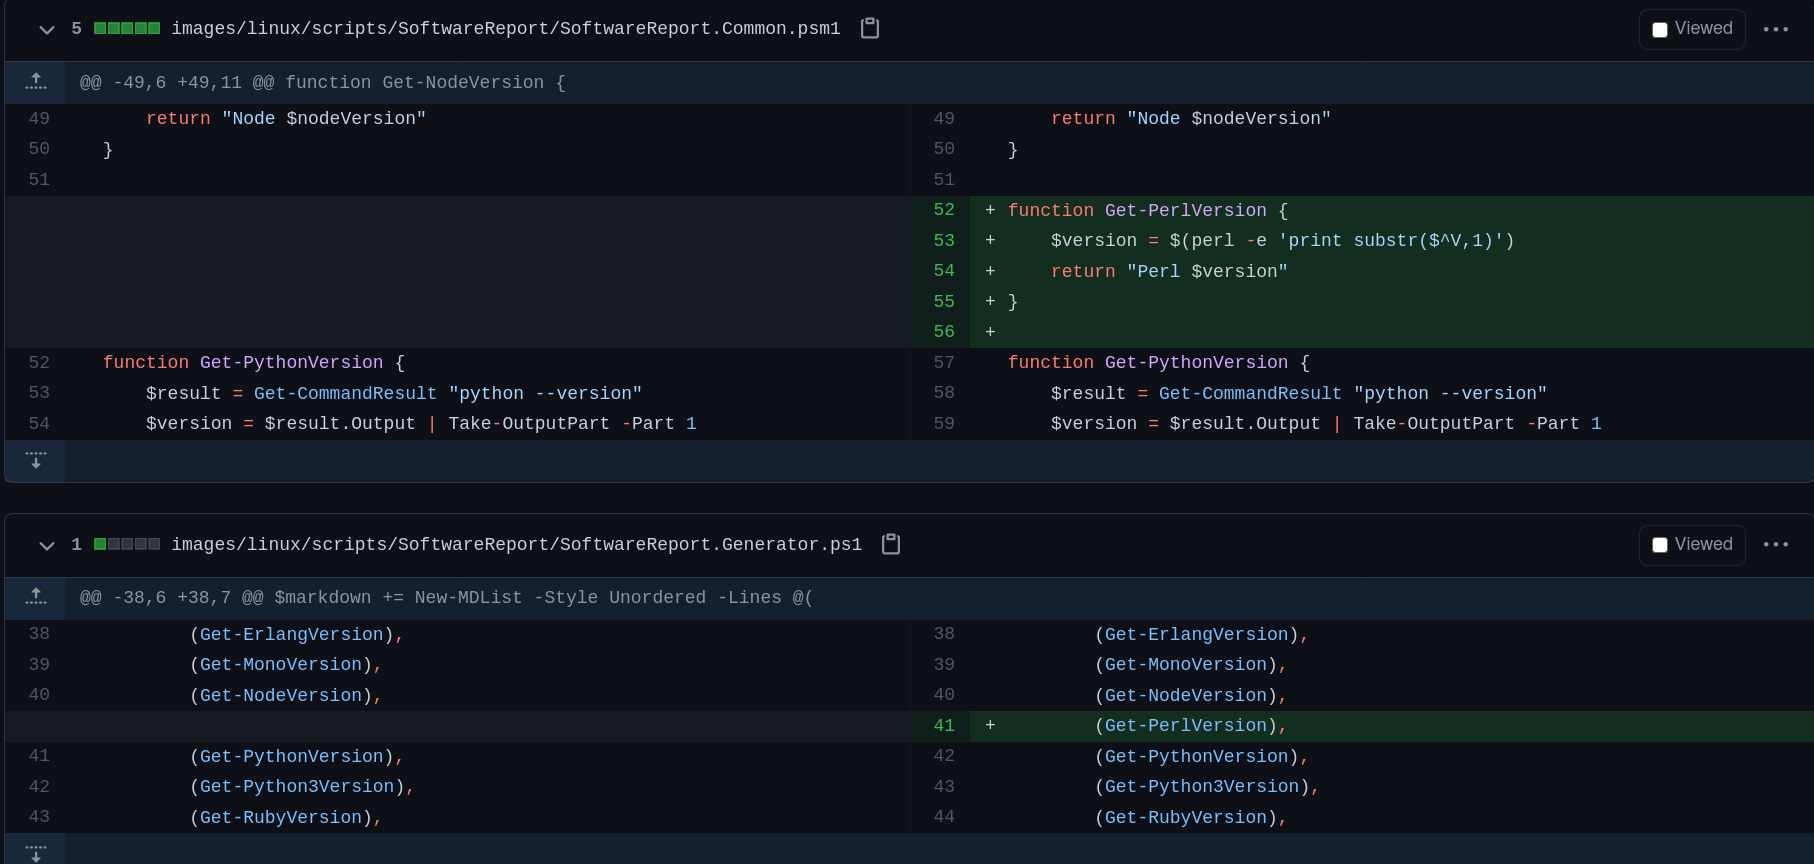 5 images/linux/scripts/SoftwareReport/SoftwareReport.Common.psm1 Viewed
@@ -49,6 +49,11 @@ function Get-NodeVersion {
49     return "Node $nodeVersion" 49     return "Node $nodeVersion"
50 } 50 }
51 51
52 + function Get-PerlVersion {
53 +     $version = $(perl -e 'print substr($^V,1)')
54 +     return "Perl $version"
55 + }
56 +
52 function Get-PythonVersion { 57 function Get-PythonVersion {
53     $result = Get-CommandResult "python --version" 58     $result = Get-CommandResult "python --version"
54     $version = $result.Output | Take-OutputPart -Part 1 59     $version = $result.Output | Take-OutputPart -Part 1
1 images/linux/scripts/SoftwareReport/SoftwareReport.Generator.ps1 Viewed
@@ -38,6 +38,7 @@ $markdown += New-MDList -Style Unordered -Lines @(
38         (Get-ErlangVersion), 38         (Get-ErlangVersion),
39         (Get-MonoVersion), 39         (Get-MonoVersion),
40         (Get-NodeVersion), 40         (Get-NodeVersion),
41 +         (Get-PerlVersion),
41         (Get-PythonVersion), 42         (Get-PythonVersion),
42         (Get-Python3Version), 43         (Get-Python3Version),
43         (Get-RubyVersion), 44         (Get-RubyVersion),